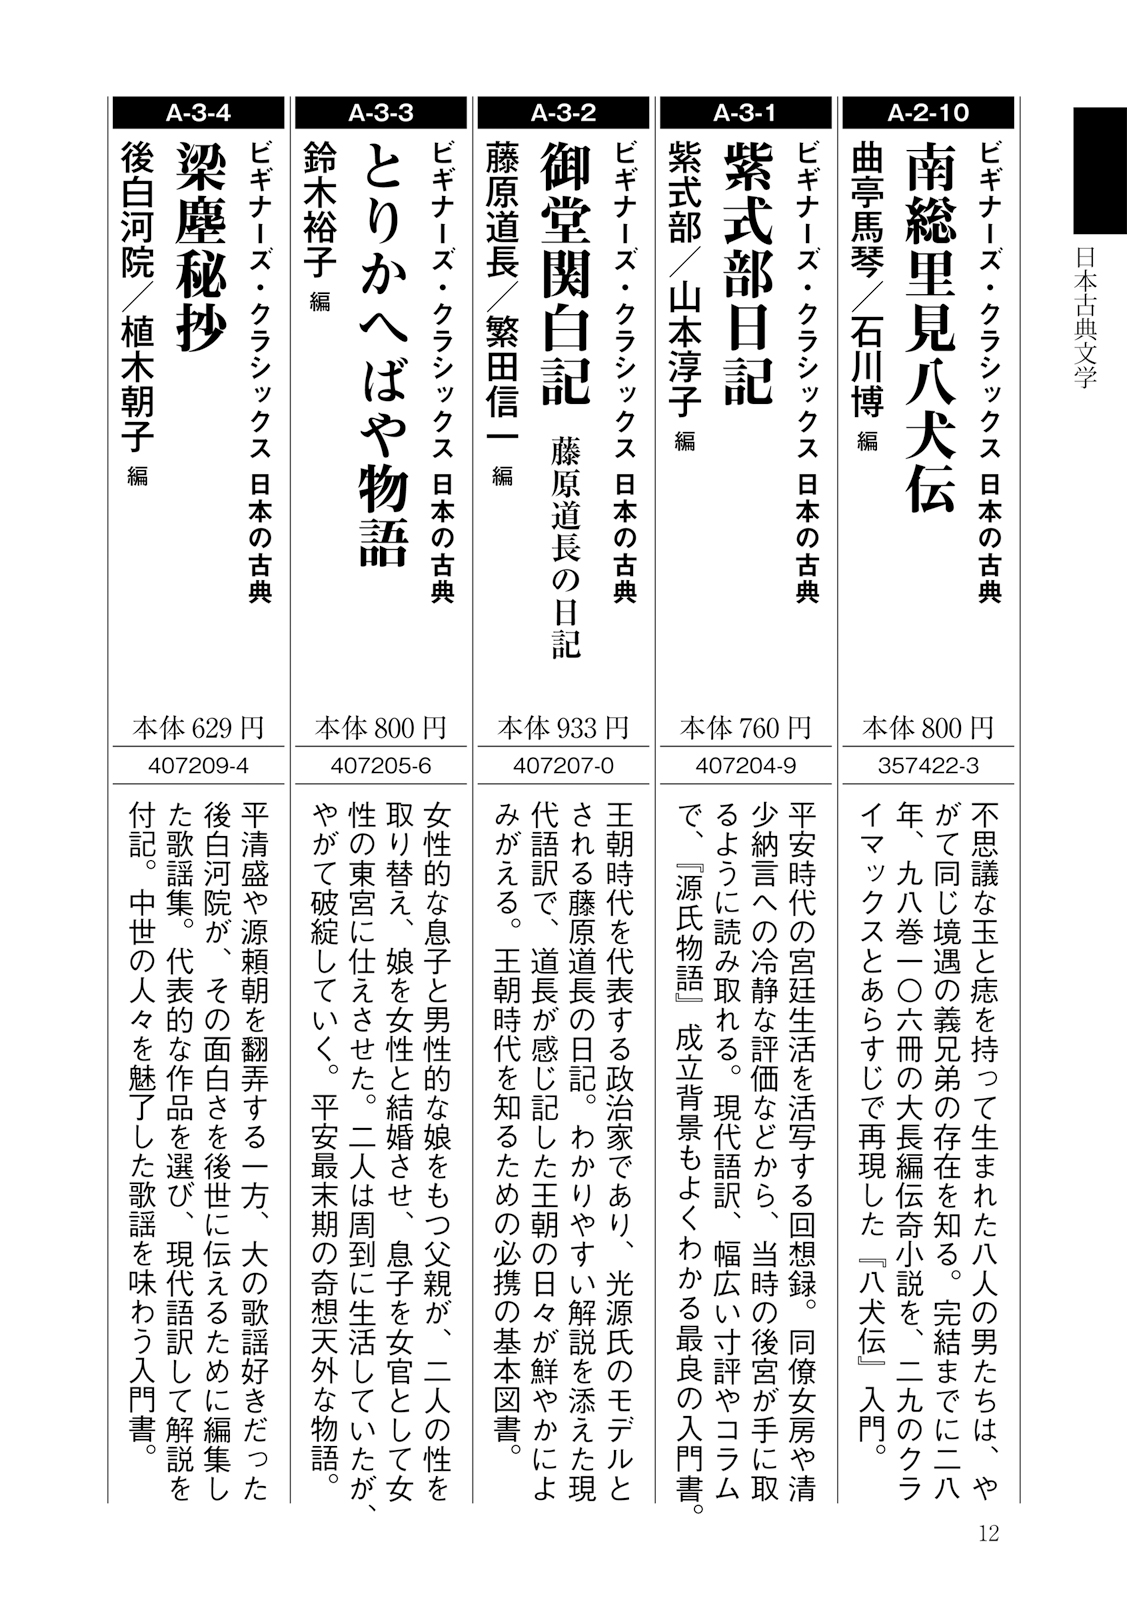 日本古典文学
A-2-10
ビギナーズ・クラシックス 日本の古典
南総里見八犬伝
曲亭馬琴／石川博 編
本体 800 円
357422-3
不思議な玉と痣を持って生まれた八人の男たちは、や
がて同じ境遇の義兄弟の存在を知る。完結までに二八
年、九八巻一〇六冊の大長編伝奇小説を、二九のクラ
イマックスとあらすじで再現した『八犬伝』入門。
A-3-1
ビギナーズ・クラシックス 日本の古典
紫式部日記
紫式部／山本淳子 編
本体 760 円
407204-9
平安時代の宮廷生活を活写する回想録。同僚女房や清
少納言への冷静な評価などから、当時の後宮が手に取
るように読み取れる。現代語訳、幅広い寸評やコラム
で、『源氏物語』成立背景もよくわかる最良の入門書。
A-3-2
ビギナーズ・クラシックス 日本の古典
御堂関白記 藤原道長の日記
藤原道長／繁田信一 編
本体 933 円
407207-0
王朝時代を代表する政治家であり、光源氏のモデルと
される藤原道長の日記。わかりやすい解説を添えた現
代語訳で、道長が感じ記した王朝の日々が鮮やかによ
みがえる。王朝時代を知るための必携の基本図書。
A-3-3
ビギナーズ・クラシックス 日本の古典
とりかへばや物語
鈴木裕子 編
本体 800 円
407205-6
女性的な息子と男性的な娘をもつ父親が、二人の性を
取り替え、娘を女性と結婚させ、息子を女官として女
性の東宮に仕えさせた。二人は周到に生活していたが、
やがて破綻していく。平安最末期の奇想天外な物語。
A-3-4
ビギナーズ・クラシックス 日本の古典
梁塵秘抄
後白河院／植木朝子 編
本体 629 円
407209-4
平清盛や源頼朝を翻弄する一方、大の歌謡好きだった
後白河院が、その面白さを後世に伝えるために編集し
た歌謡集。代表的な作品を選び、現代語訳して解説を
付記。中世の人々を魅了した歌謡を味わう入門書。
12